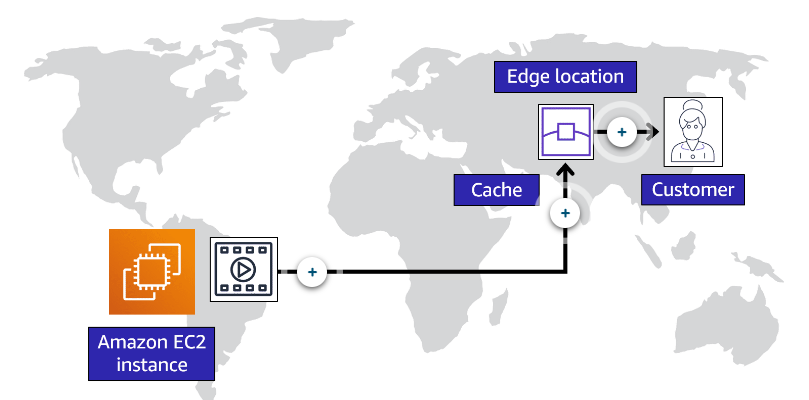 Edge location
Cache
Customer
Amazon EC2
instance